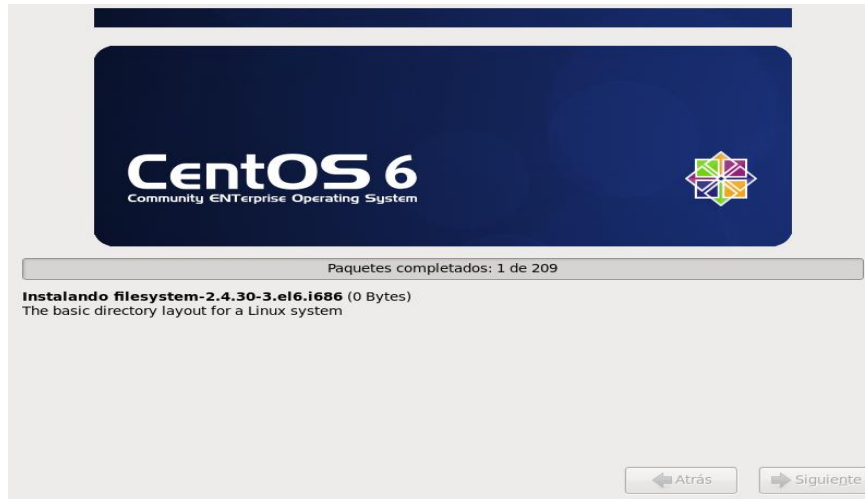 CentOS 6
Community ENTerprise Operating System
Paquetes completados: 1 de 209
Instalando filesystem-2.4.30-3.el6.i686 (0 Bytes)
The basic directory layout for a Linux system
Atrás
Siguiente